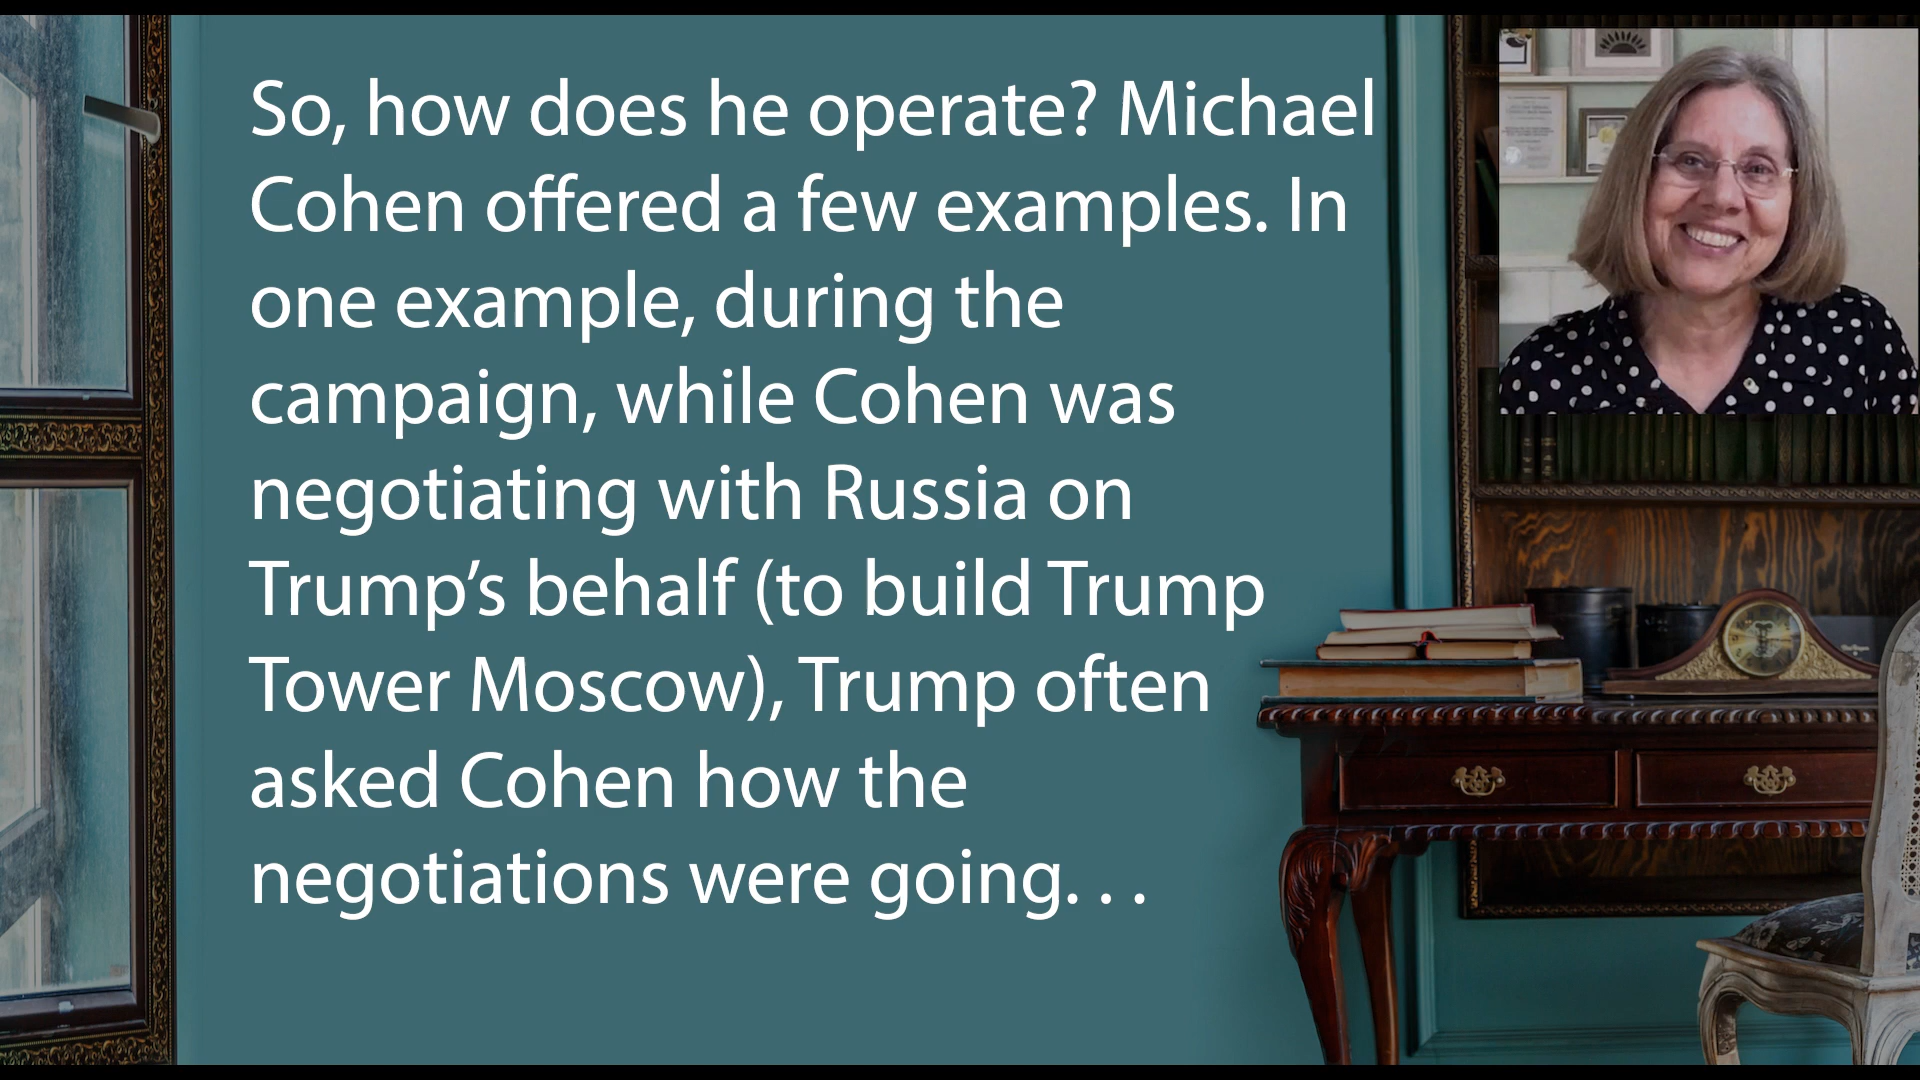 So, how does he operate? Michael
Cohen offered a few examples. In
one example, during the
campaign, while Cohen was
negotiating with Russia on
Trump’s behalf (to build Trump
Tower Moscow), Trump often
asked Cohen how the
negotiations were going. . .